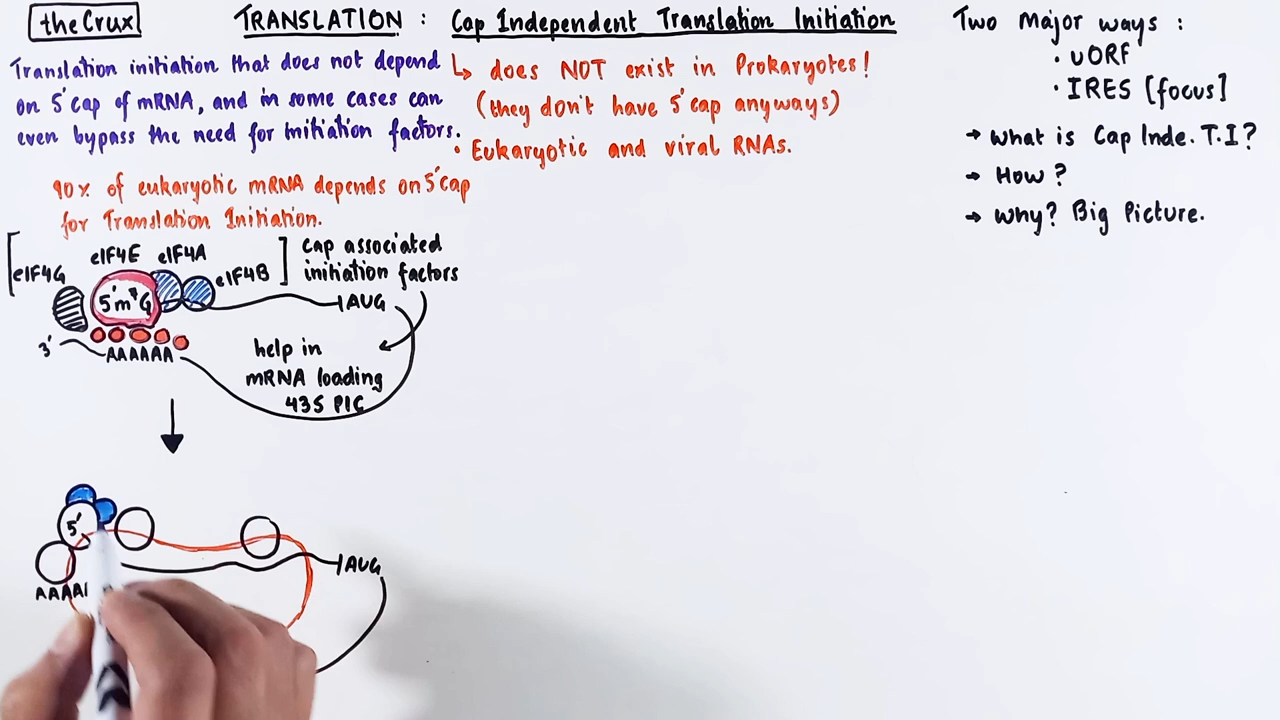 theCrux
TRANSLATION : Cap Independent Translation Initiation
Translation initiation that does not depend
on 5' cap of mRNA, and in some cases can
even bypass the need for initiation factors.
↳ does NOT exist in Prokaryotes!
(they don't have 5' cap anyways)
• Eukaryotic and viral RNAs.
Two Major ways :
• uORF
• IRES [focus]
→ What is Cap Inde. T.I?
→ How?
→ Why? Big Picture.
90% of eukaryotic mRNA depends on 5' cap
for Translation Initiation.
eIF4G
eIF4E
eIF4A
eIF4B
Cap associated
initiation factors
5' m⁷G
AUG
3'
AAAAAA
help in
mRNA loading
43S PIC
5'
AUG